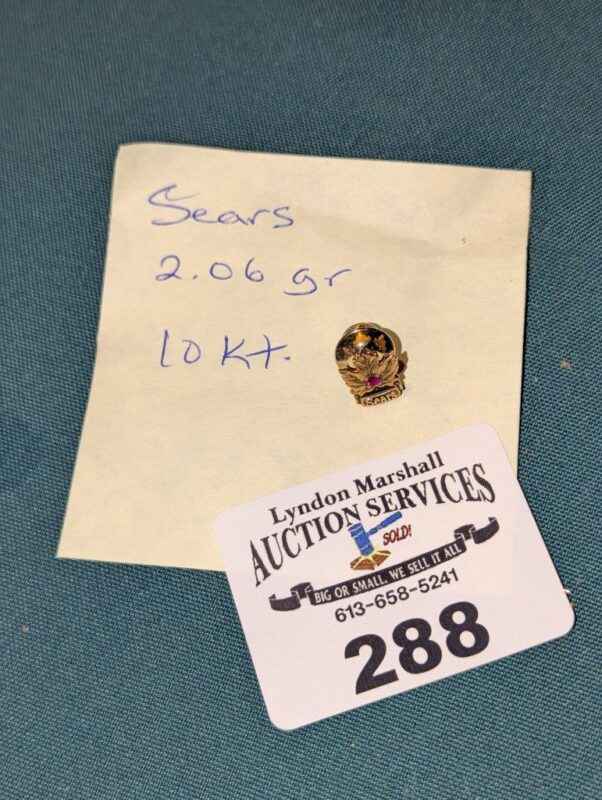 Sears
2.06 gr
10 Kt.
Sears
Lyndon Marshall
AUCTION SERVICES
SOLD!
BIG OR SMALL, WE SELL IT ALL
613-658-5241
288